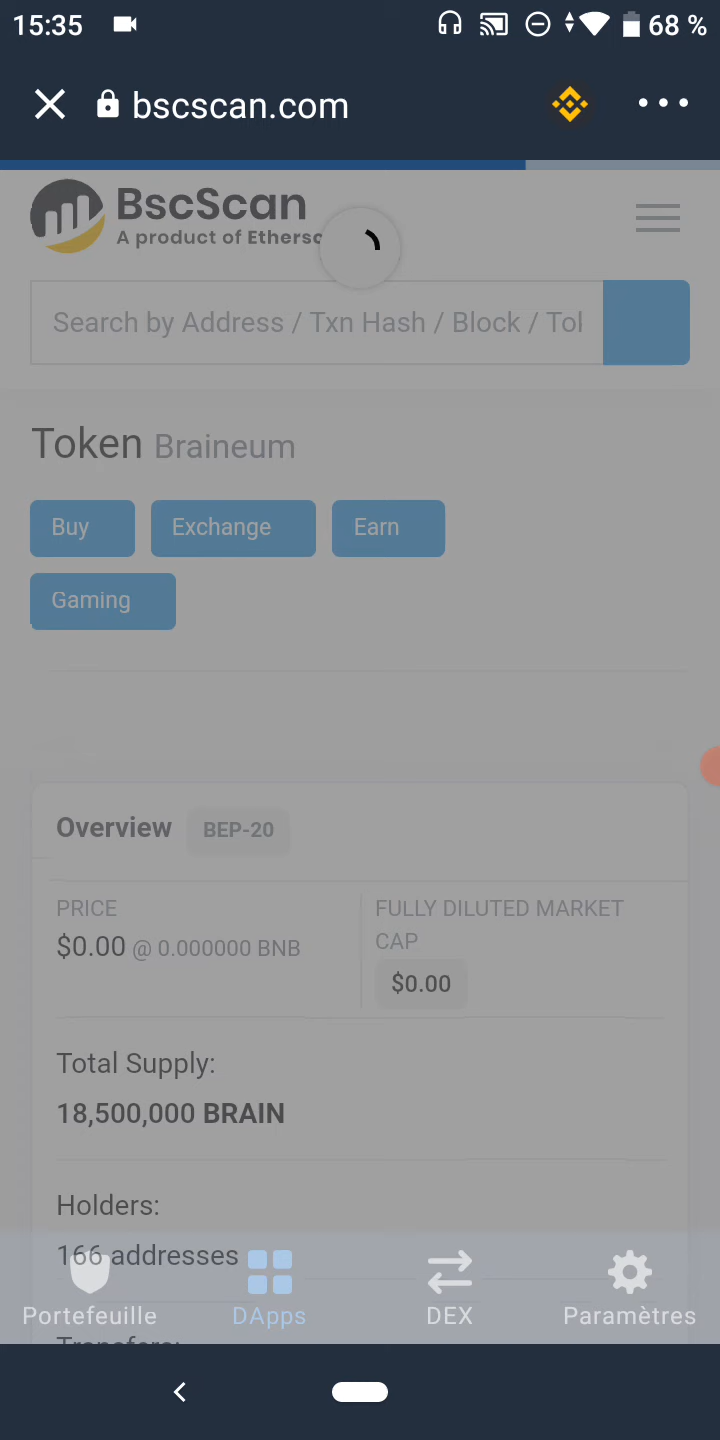 15:35 68 %
bscscan.com
BscScan
A product of Ethersc
Search by Address / Txn Hash / Block / Tol
Token Braineum
Buy Exchange Earn
Gaming
Overview BEP-20
PRICE
$0.00 @ 0.000000 BNB
FULLY DILUTED MARKET
CAP
$0.00
Total Supply:
18,500,000 BRAIN
Holders:
166 addresses
Transfers:
Portefeuille DApps DEX Paramètres